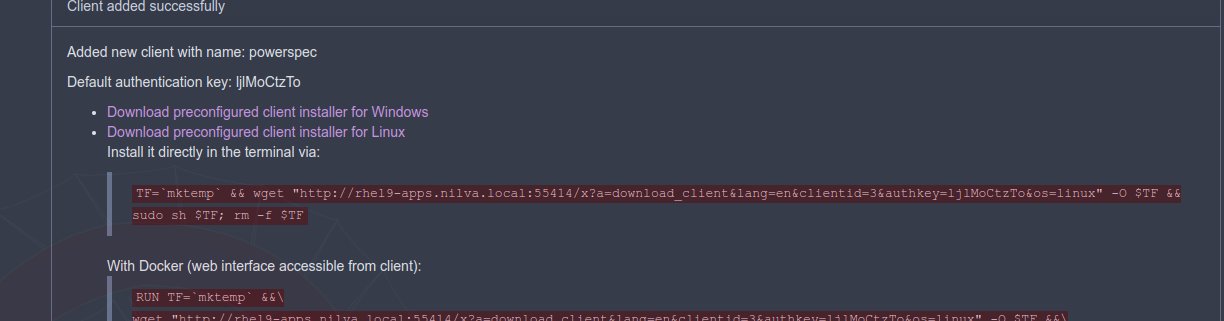 Client added successfully
Added new client with name: powerspec
Default authentication key: ljlMoCtzTo
• Download preconfigured client installer for Windows
• Download preconfigured client installer for Linux
Install it directly in the terminal via:
TF=`mktemp` && wget "http://rhel9-apps.nilva.local:55414/x?a=download_client&lang=en&clientid=3&authkey=ljlMoCtzTo&os=linux" -O $TF &&
sudo sh $TF; rm -f $TF
With Docker (web interface accessible from client):
RUN TF=`mktemp` &&\
wget "http://rhel9-apps.nilva.local:55414/x?a=download_client&lang=en&clientid=3&authkey=ljlMoCtzTo&os=linux" -O $TF &&\